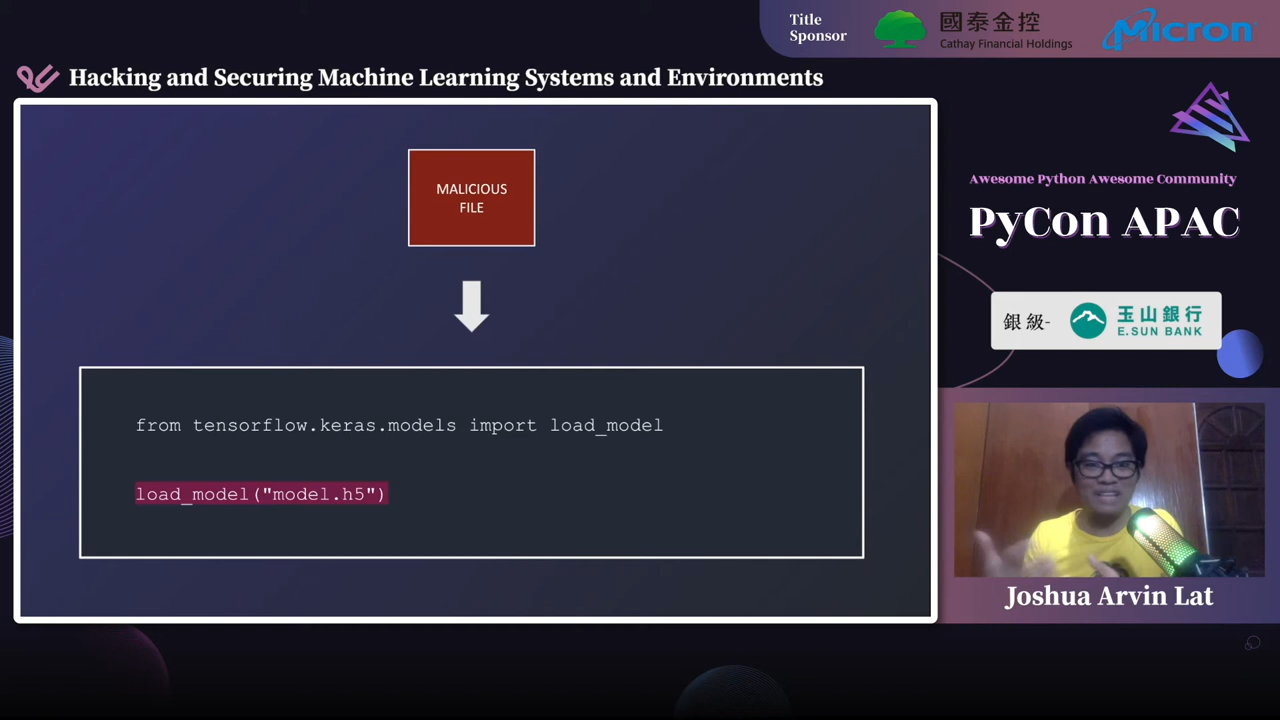 Title
Sponsor
國泰金控
Cathay Financial Holdings
Micron
Hacking and Securing Machine Learning Systems and Environments
MALICIOUS
FILE
from tensorflow.keras.models import load_model
load_model("model.h5")
Awesome Python Awesome Community
PyCon APAC
銀級-
玉山銀行
E.SUN BANK
Joshua Arvin Lat